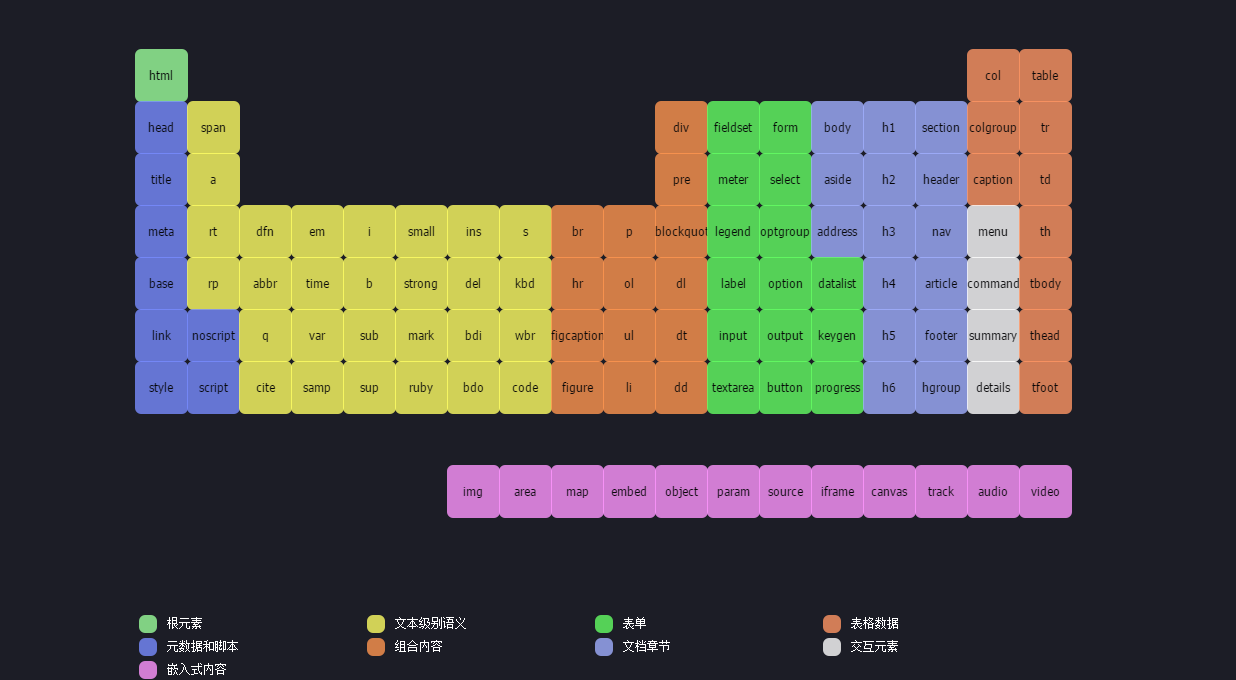 html col table
head span div fieldset form body h1 section colgroup tr
title a pre meter select aside h2 header caption td
meta rt dfn em i small ins s br p blockquot legend optgroup address h3 nav menu th
base rp abbr time b strong del kbd hr ol dl label option datalist h4 article command tbody
link noscript q var sub mark bdi wbr figcaption ul dt input output keygen h5 footer summary thead
style script cite samp sup ruby bdo code figure li dd textarea button progress h6 hgroup details tfoot
img area map embed object param source iframe canvas track audio video
根元素 文本级别语义 表单 表格数据
元数据和脚本 组合内容 文档章节 交互元素
嵌入式内容